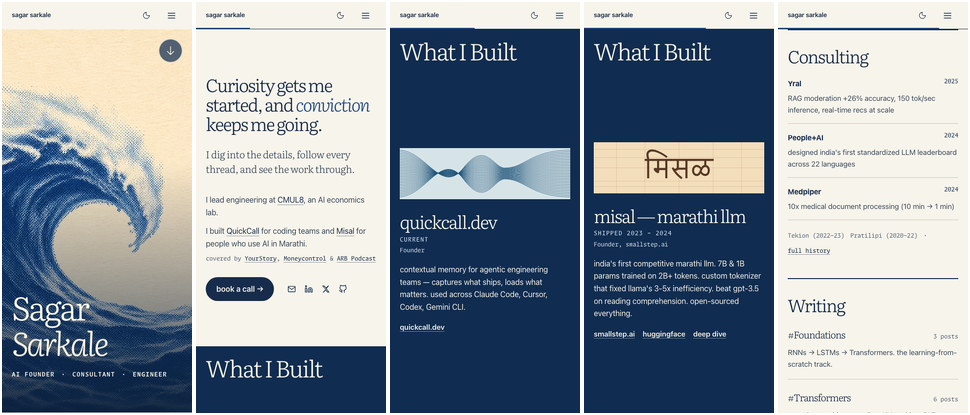 sagar sarkale
Sagar
Sarkale
AI FOUNDER · CONSULTANT · ENGINEER
sagar sarkale
Curiosity gets me
started, and conviction
keeps me going.
I dig into the details, follow every
thread, and see the work through.
I lead engineering at CMUL8, an AI economics
lab.
I built QuickCall for coding teams and Misal for
people who use AI in Marathi.
covered by YourStory, Moneycontrol & ARB Podcast
book a call →
What I Built
sagar sarkale
What I Built
quickcall.dev
CURRENT
Founder
contextual memory for agentic engineering
teams — captures what ships, loads what
matters. used across Claude Code, Cursor,
Codex, Gemini CLI.
quickcall.dev
sagar sarkale
What I Built
मिसळ
misal — marathi llm
SHIPPED 2023 – 2024
Founder, smallstep.ai
india's first competitive marathi llm. 7B & 1B
params trained on 2B+ tokens. custom tokenizer
that fixed llama's 3-5x inefficiency. beat gpt-3.5
on reading comprehension. open-sourced
everything.
smallstep.ai huggingface deep dive
sagar sarkale
Consulting
Yral 2025
RAG moderation +26% accuracy, 150 tok/sec
inference, real-time recs at scale
People+AI 2024
designed india's first standardized LLM leaderboard
across 22 languages
Medpiper 2024
10x medical document processing (10 min → 1 min)
Tekion (2022–23) Pratilipi (2020–22) ·
full history
Writing
#Foundations 3 posts
RNNs → LSTMs → Transformers. the learning-from-
scratch track.
#Transformers 6 posts